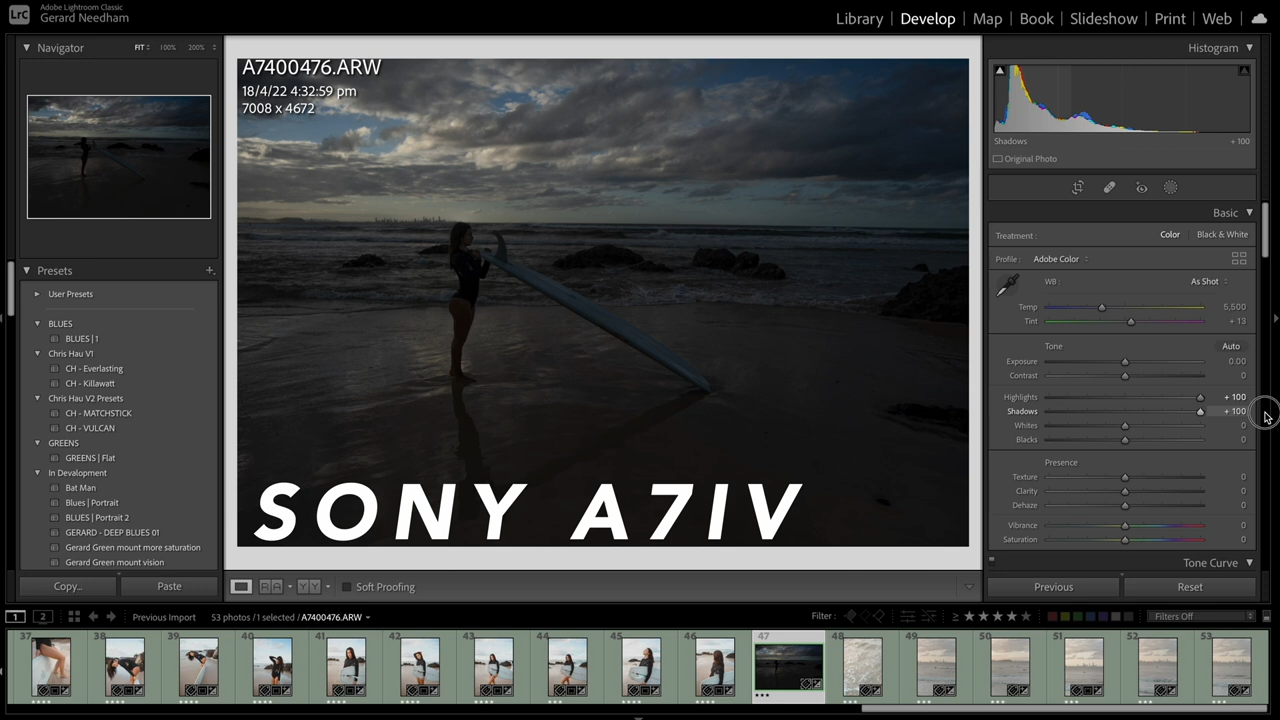 Adobe Lightroom Classic
LrC
Gerard Needham
Library | Develop | Map | Book | Slideshow | Print | Web
Navigator FIT 100% 200%
Presets
User Presets
BLUES
BLUES | 1
Chris Hau V1
CH - Everlasting
CH - Killawatt
Chris Hau V2 Presets
CH - MATCHSTICK
CH - VULCAN
GREENS
GREENS | Flat
In Development
Bat Man
Blues | Portrait
BLUES | Portrait 2
GERARD - DEEP BLUES 01
Gerard Green mount more saturation
Gerard Green mount vision
Copy... Paste
A7400476.ARW
18/4/22 4:32:59 pm
7008 x 4672
SONY A7IV
Soft Proofing
Histogram
Shadows + 100
Original Photo
Basic
Treatment : Color | Black & White
Profile : Adobe Color
WB : As Shot
Temp 5,500
Tint + 13
Tone Auto
Exposure 0.00
Contrast 0
Highlights + 100
Shadows + 100
Whites 0
Blacks 0
Presence
Texture 0
Clarity 0
Dehaze 0
Vibrance 0
Saturation 0
Tone Curve
Previous Reset
1 2 Previous Import 53 photos / 1 selected / A7400476.ARW Filter : ≥ ★★★★★ Filters Off
37 38 39 40 41 42 43 44 45 46 47 48 49 50 51 52 53